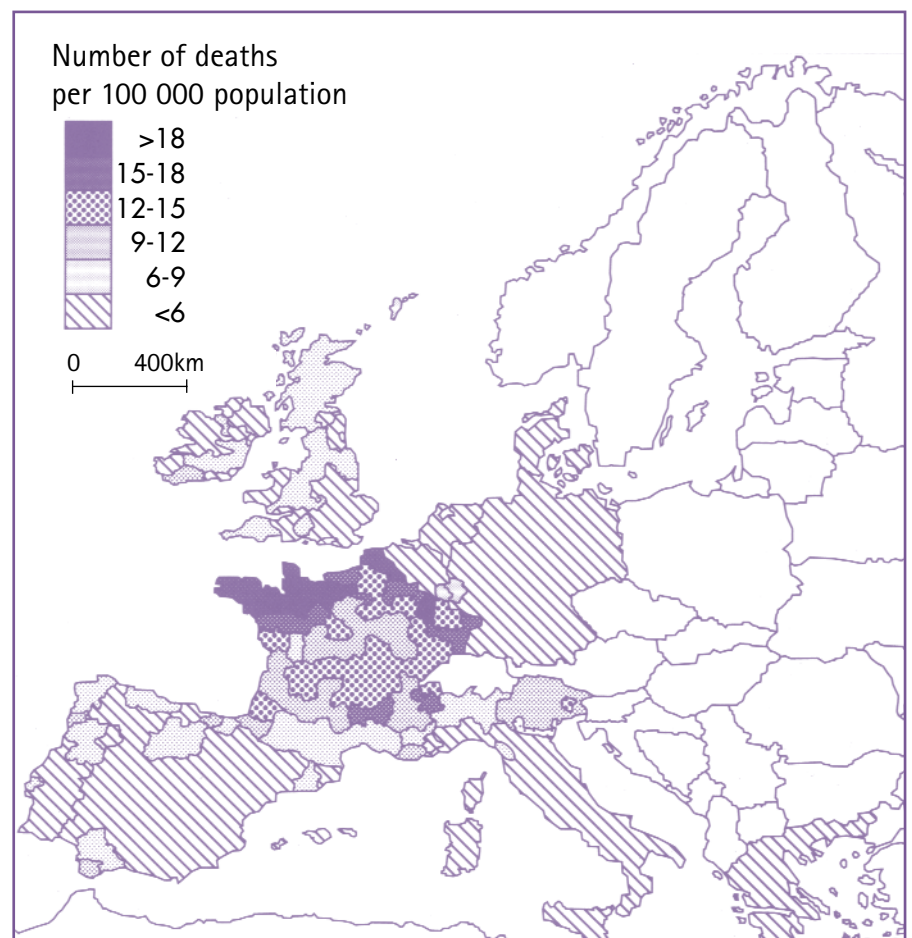 Number of deaths
per 100 000 population
>18
15-18
12-15
9-12
6-9
<6
0 400km